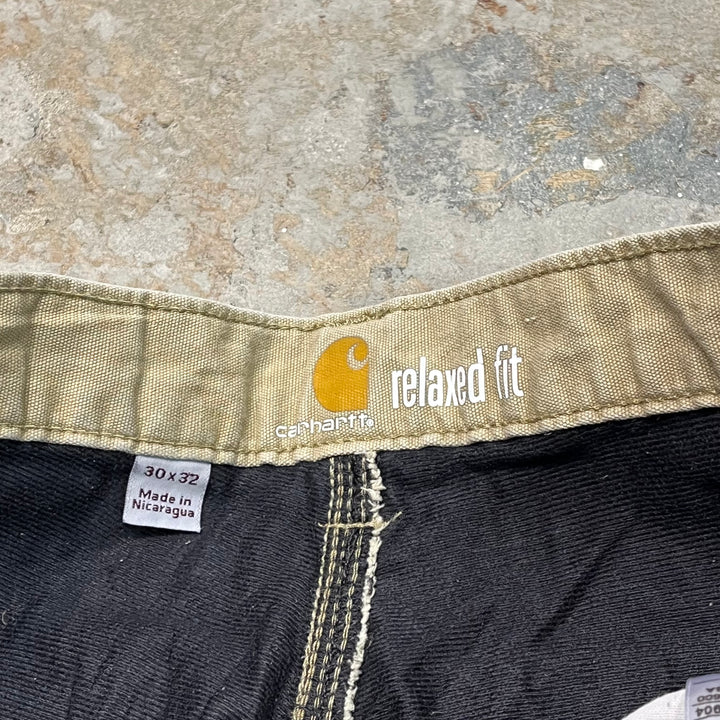 relaxed fit
carhartt®
30 x 32
Made in
Nicaragua